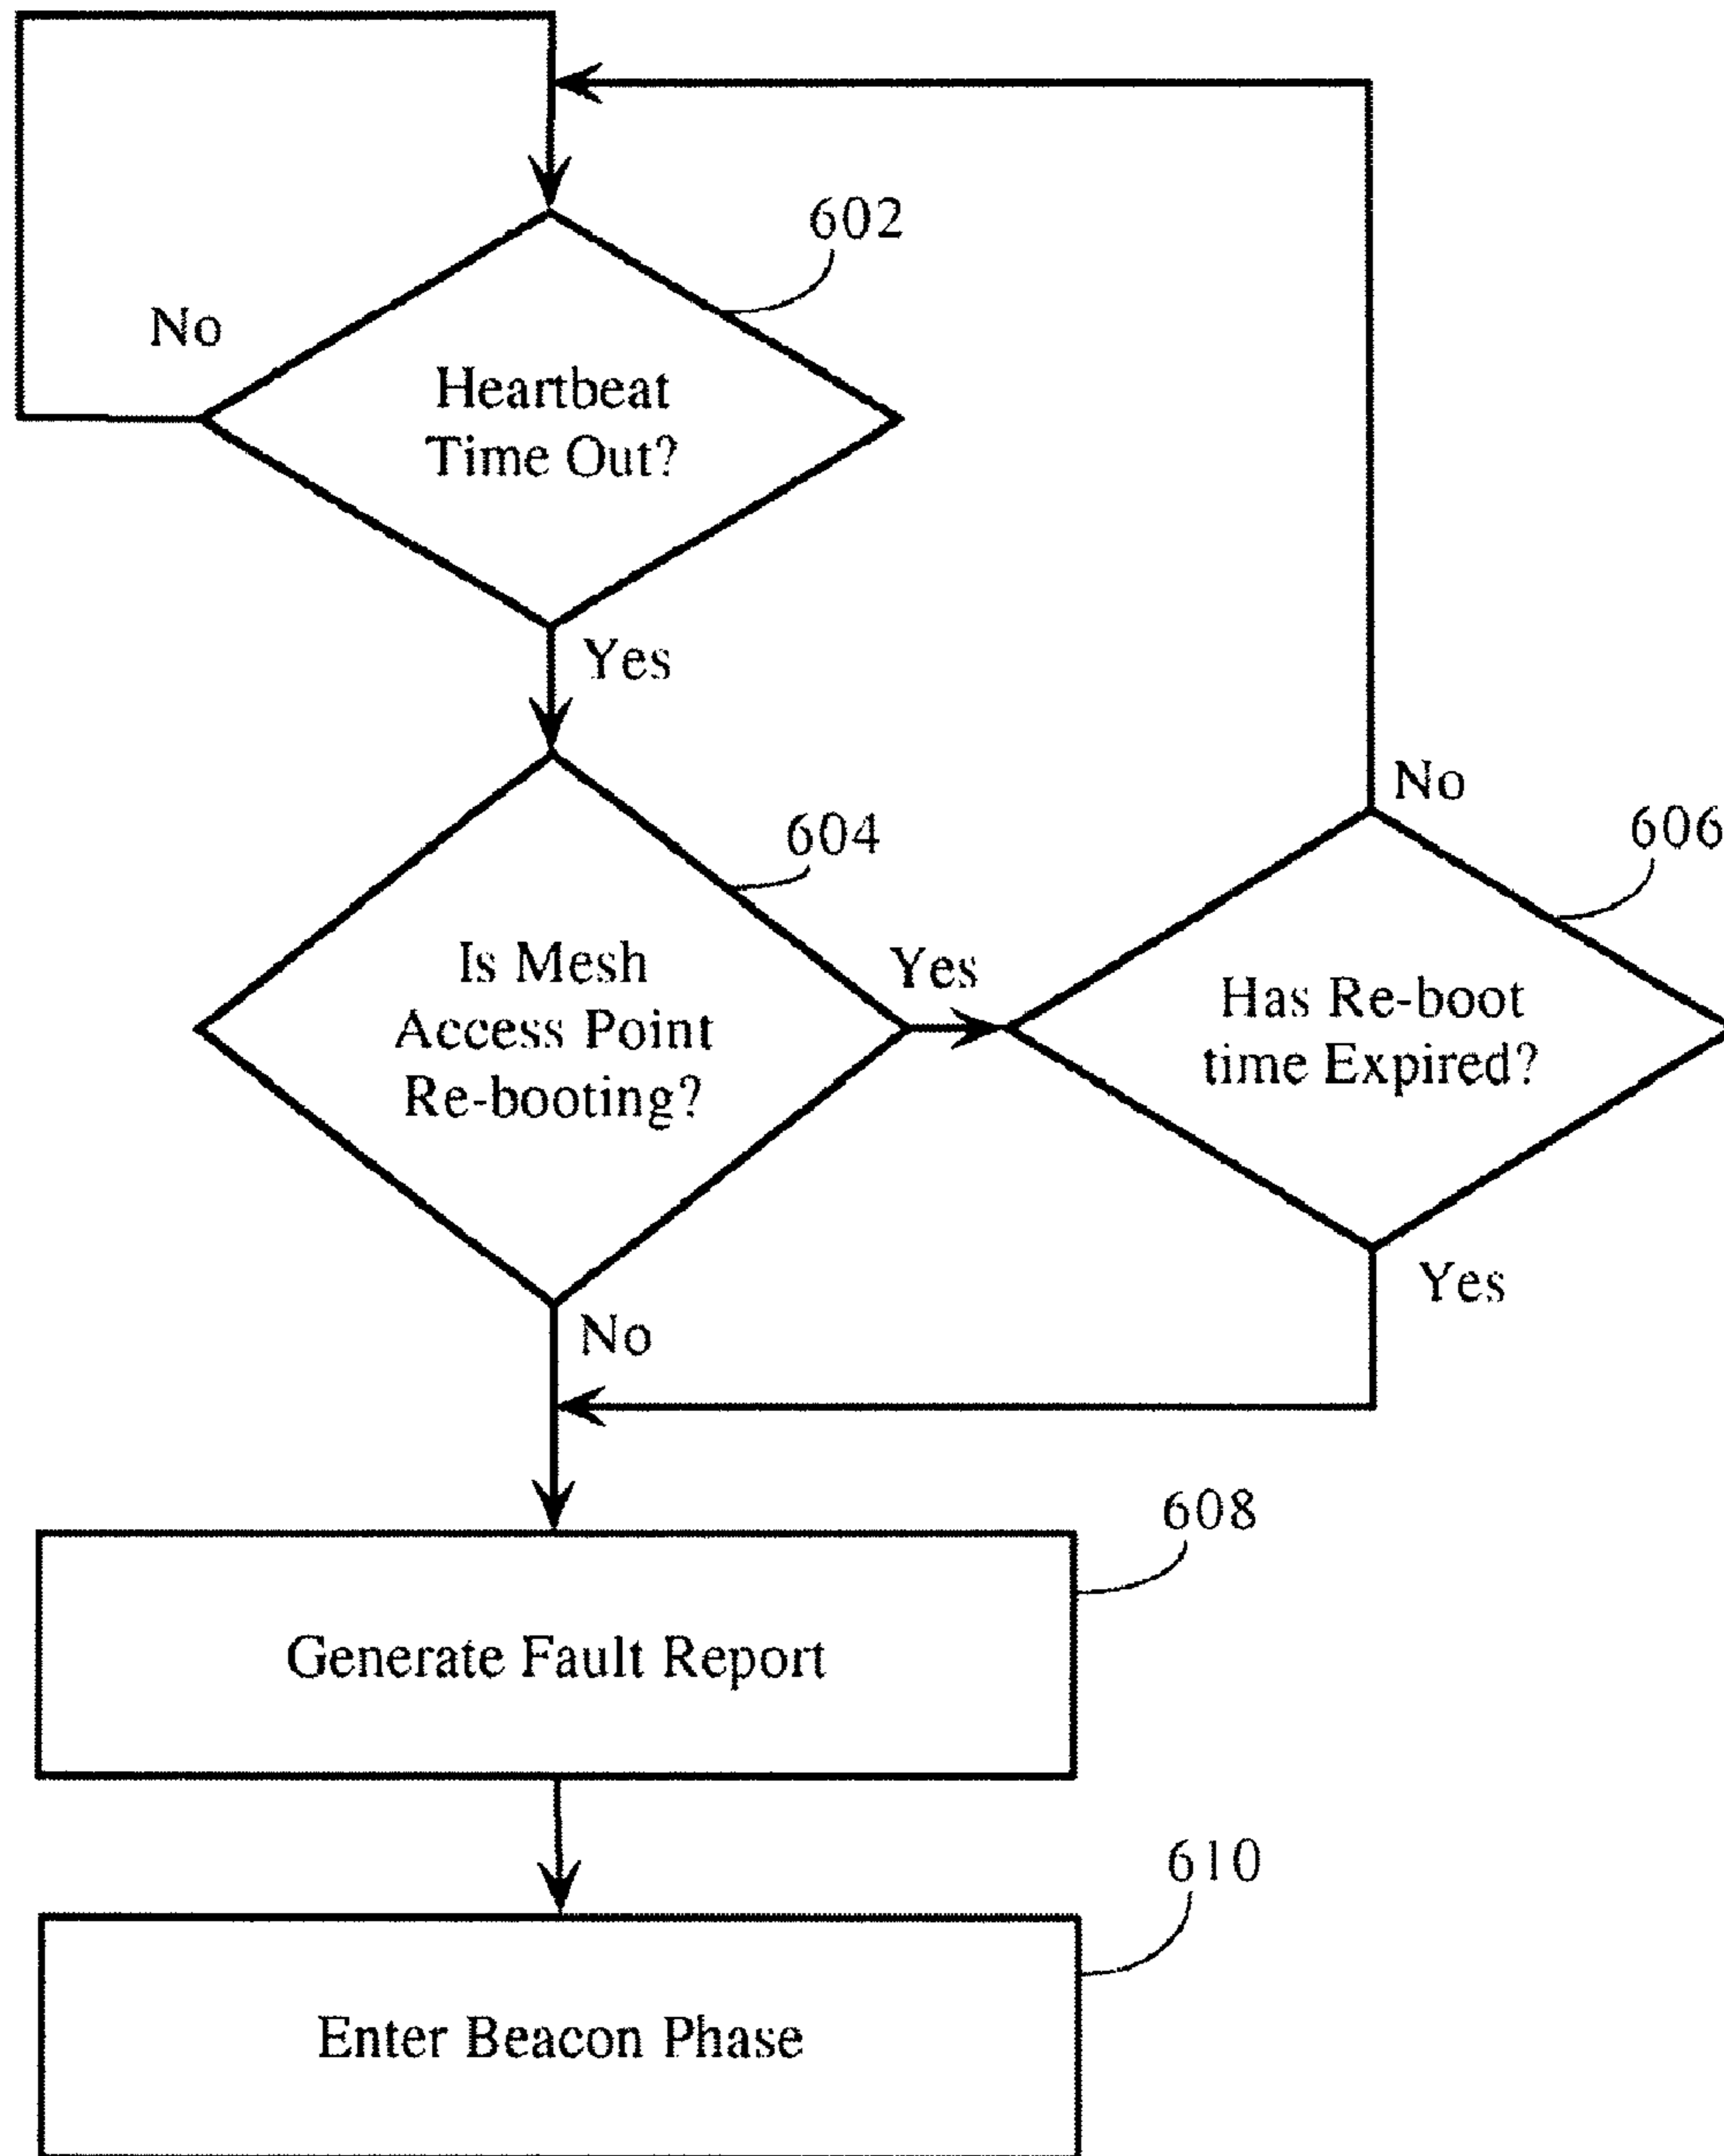 602
No
Heartbeat
Time Out?
Yes
No
604
606
Is Mesh
Access Point
Re-booting?
Yes
Has Re-boot
time Expired?
Yes
No
608
Generate Fault Report
610
Enter Beacon Phase